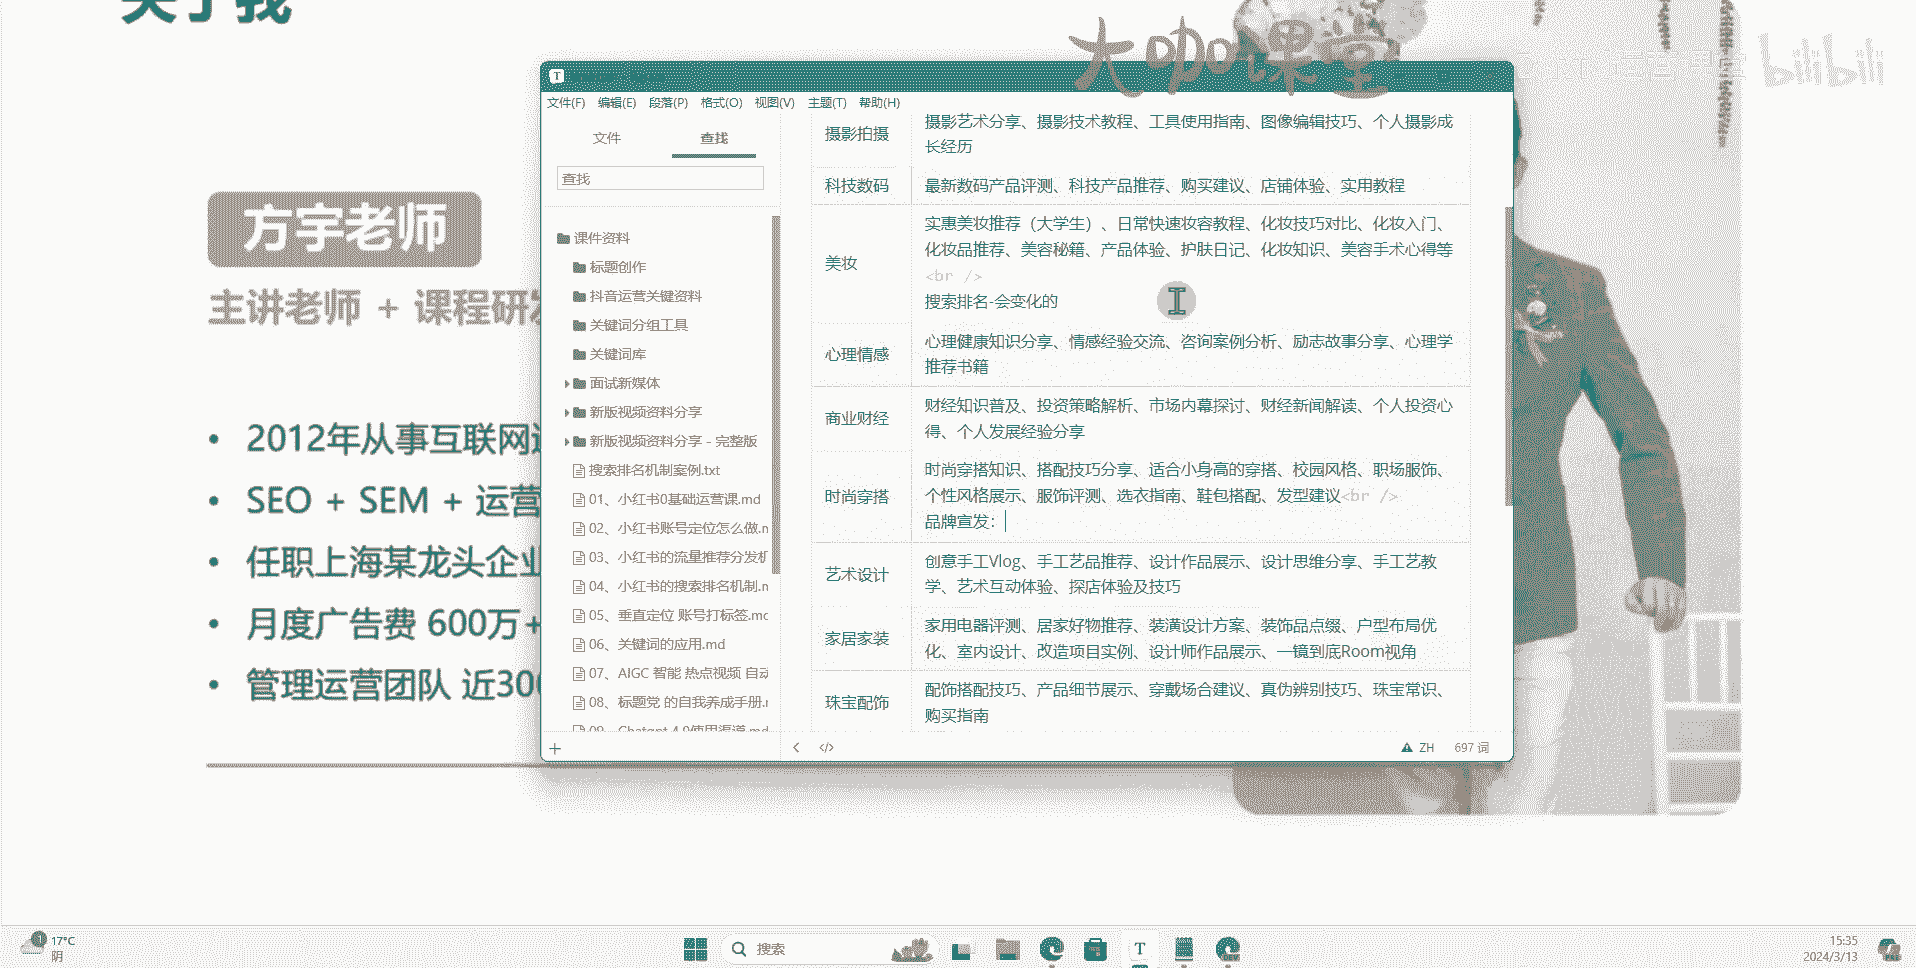 关于我
大咖课堂
bilibili
方宇老师
主讲老师 + 课程研发
2012年从事互联网
SEO + SEM + 运营
任职上海某龙头企业
月度广告费 600万+
管理运营团队 近300
T
文件(F) 编辑(E) 段落(P) 格式(O) 视图(V) 主题(T) 帮助(H)
文件 查找
查找
课件资料
标题创作
抖音运营关键资料
关键词分组工具
关键词库
面试新媒体
新版视频资料分享
新版视频资料分享 - 完整版
搜索排名机制案例.txt
01、小红书0基础运营课.md
02、小红书账号定位怎么做.m
03、小红书的流量推荐分发机
04、小红书的搜索排名机制.m
05、垂直定位 账号打标签.mc
06、关键词的应用.md
07、AIGC 智能 热点视频 自动
08、标题党 的自我养成手册.r
09、Chatgpt 4.0使用渠道.md
摄影拍摄
摄影艺术分享、摄影技术教程、工具使用指南、图像编辑技巧、个人摄影成
长经历
科技数码
最新数码产品评测、科技产品推荐、购买建议、店铺体验、实用教程
美妆
实惠美妆推荐（大学生）、日常快速妆容教程、化妆技巧对比、化妆入门、
化妆品推荐、美容秘籍、产品体验、护肤日记、化妆知识、美容手术心得等
<br />
搜索排名-会变化的
心理情感
心理健康知识分享、情感经验交流、咨询案例分析、励志故事分享、心理学
推荐书籍
商业财经
财经知识普及、投资策略解析、市场内幕探讨、财经新闻解读、个人投资心
得、个人发展经验分享
时尚穿搭
时尚穿搭知识、搭配技巧分享、适合小身高的穿搭、校园风格、职场服饰、
个性风格展示、服饰评测、选衣指南、鞋包搭配、发型建议<br />
品牌宣发：
艺术设计
创意手工Vlog、手工艺品推荐、设计作品展示、设计思维分享、手工艺教
学、艺术互动体验、探店体验及技巧
家居家装
家用电器评测、居家好物推荐、装潢设计方案、装饰品点缀、户型布局优
化、室内设计、改造项目实例、设计师作品展示、一镜到底Room视角
珠宝配饰
配饰搭配技巧、产品细节展示、穿戴场合建议、真伪辨别技巧、珠宝常识、
购买指南
ZH 697 词
1
17°C
阴
搜索
T
15:35
2024/3/13